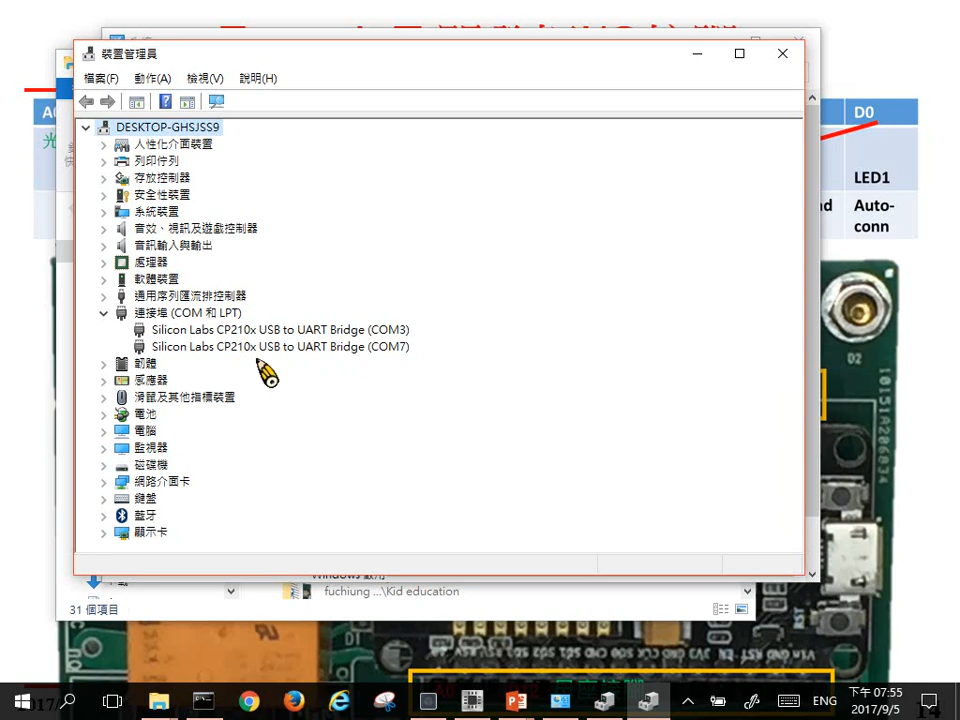 裝置管理員
檔案(F) 動作(A) 檢視(V) 說明(H)
DESKTOP-GHSJSS9
人性化介面裝置
列印佇列
存放控制器
安全性裝置
系統裝置
音效、視訊及遊戲控制器
音訊輸入與輸出
處理器
軟體裝置
通用序列匯流排控制器
連接埠 (COM 和 LPT)
Silicon Labs CP210x USB to UART Bridge (COM3)
Silicon Labs CP210x USB to UART Bridge (COM7)
韌體
感應器
滑鼠及其他指標裝置
電池
電腦
監視器
磁碟機
網路介面卡
鍵盤
藍牙
顯示卡
D0
LED1
Auto-
conn
D2
10151A206834
fuchiung ...\Kid education
31 個項目
D1
ENG
下午 07:55
2017/9/5